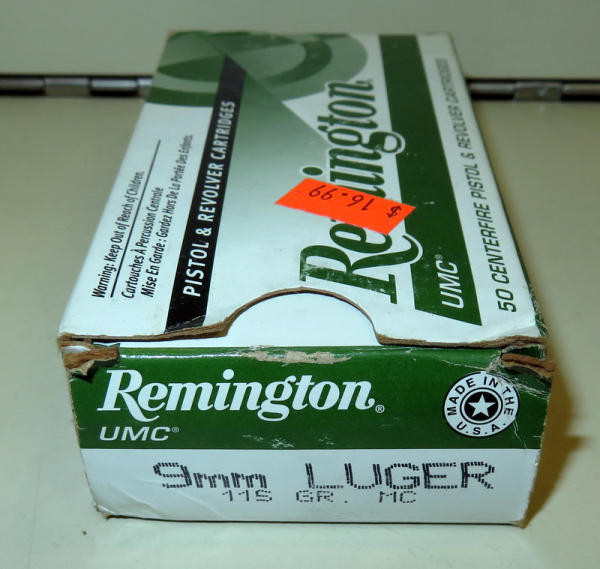 Warning: Keep Out of Reach of Children.
Cartouches À Percussion Centrale
Mise En Garde : Gardez Hors De La Portée Des Enfants.
PISTOL & REVOLVER CARTRIDGES
Remington®
$ 16.99
UMC®
50 CENTERFIRE PISTOL & REVOLVER CARTRIDGES
Remington®
UMC®
MADE IN THE U.S.A.
9mm LUGER
115 GR. MC